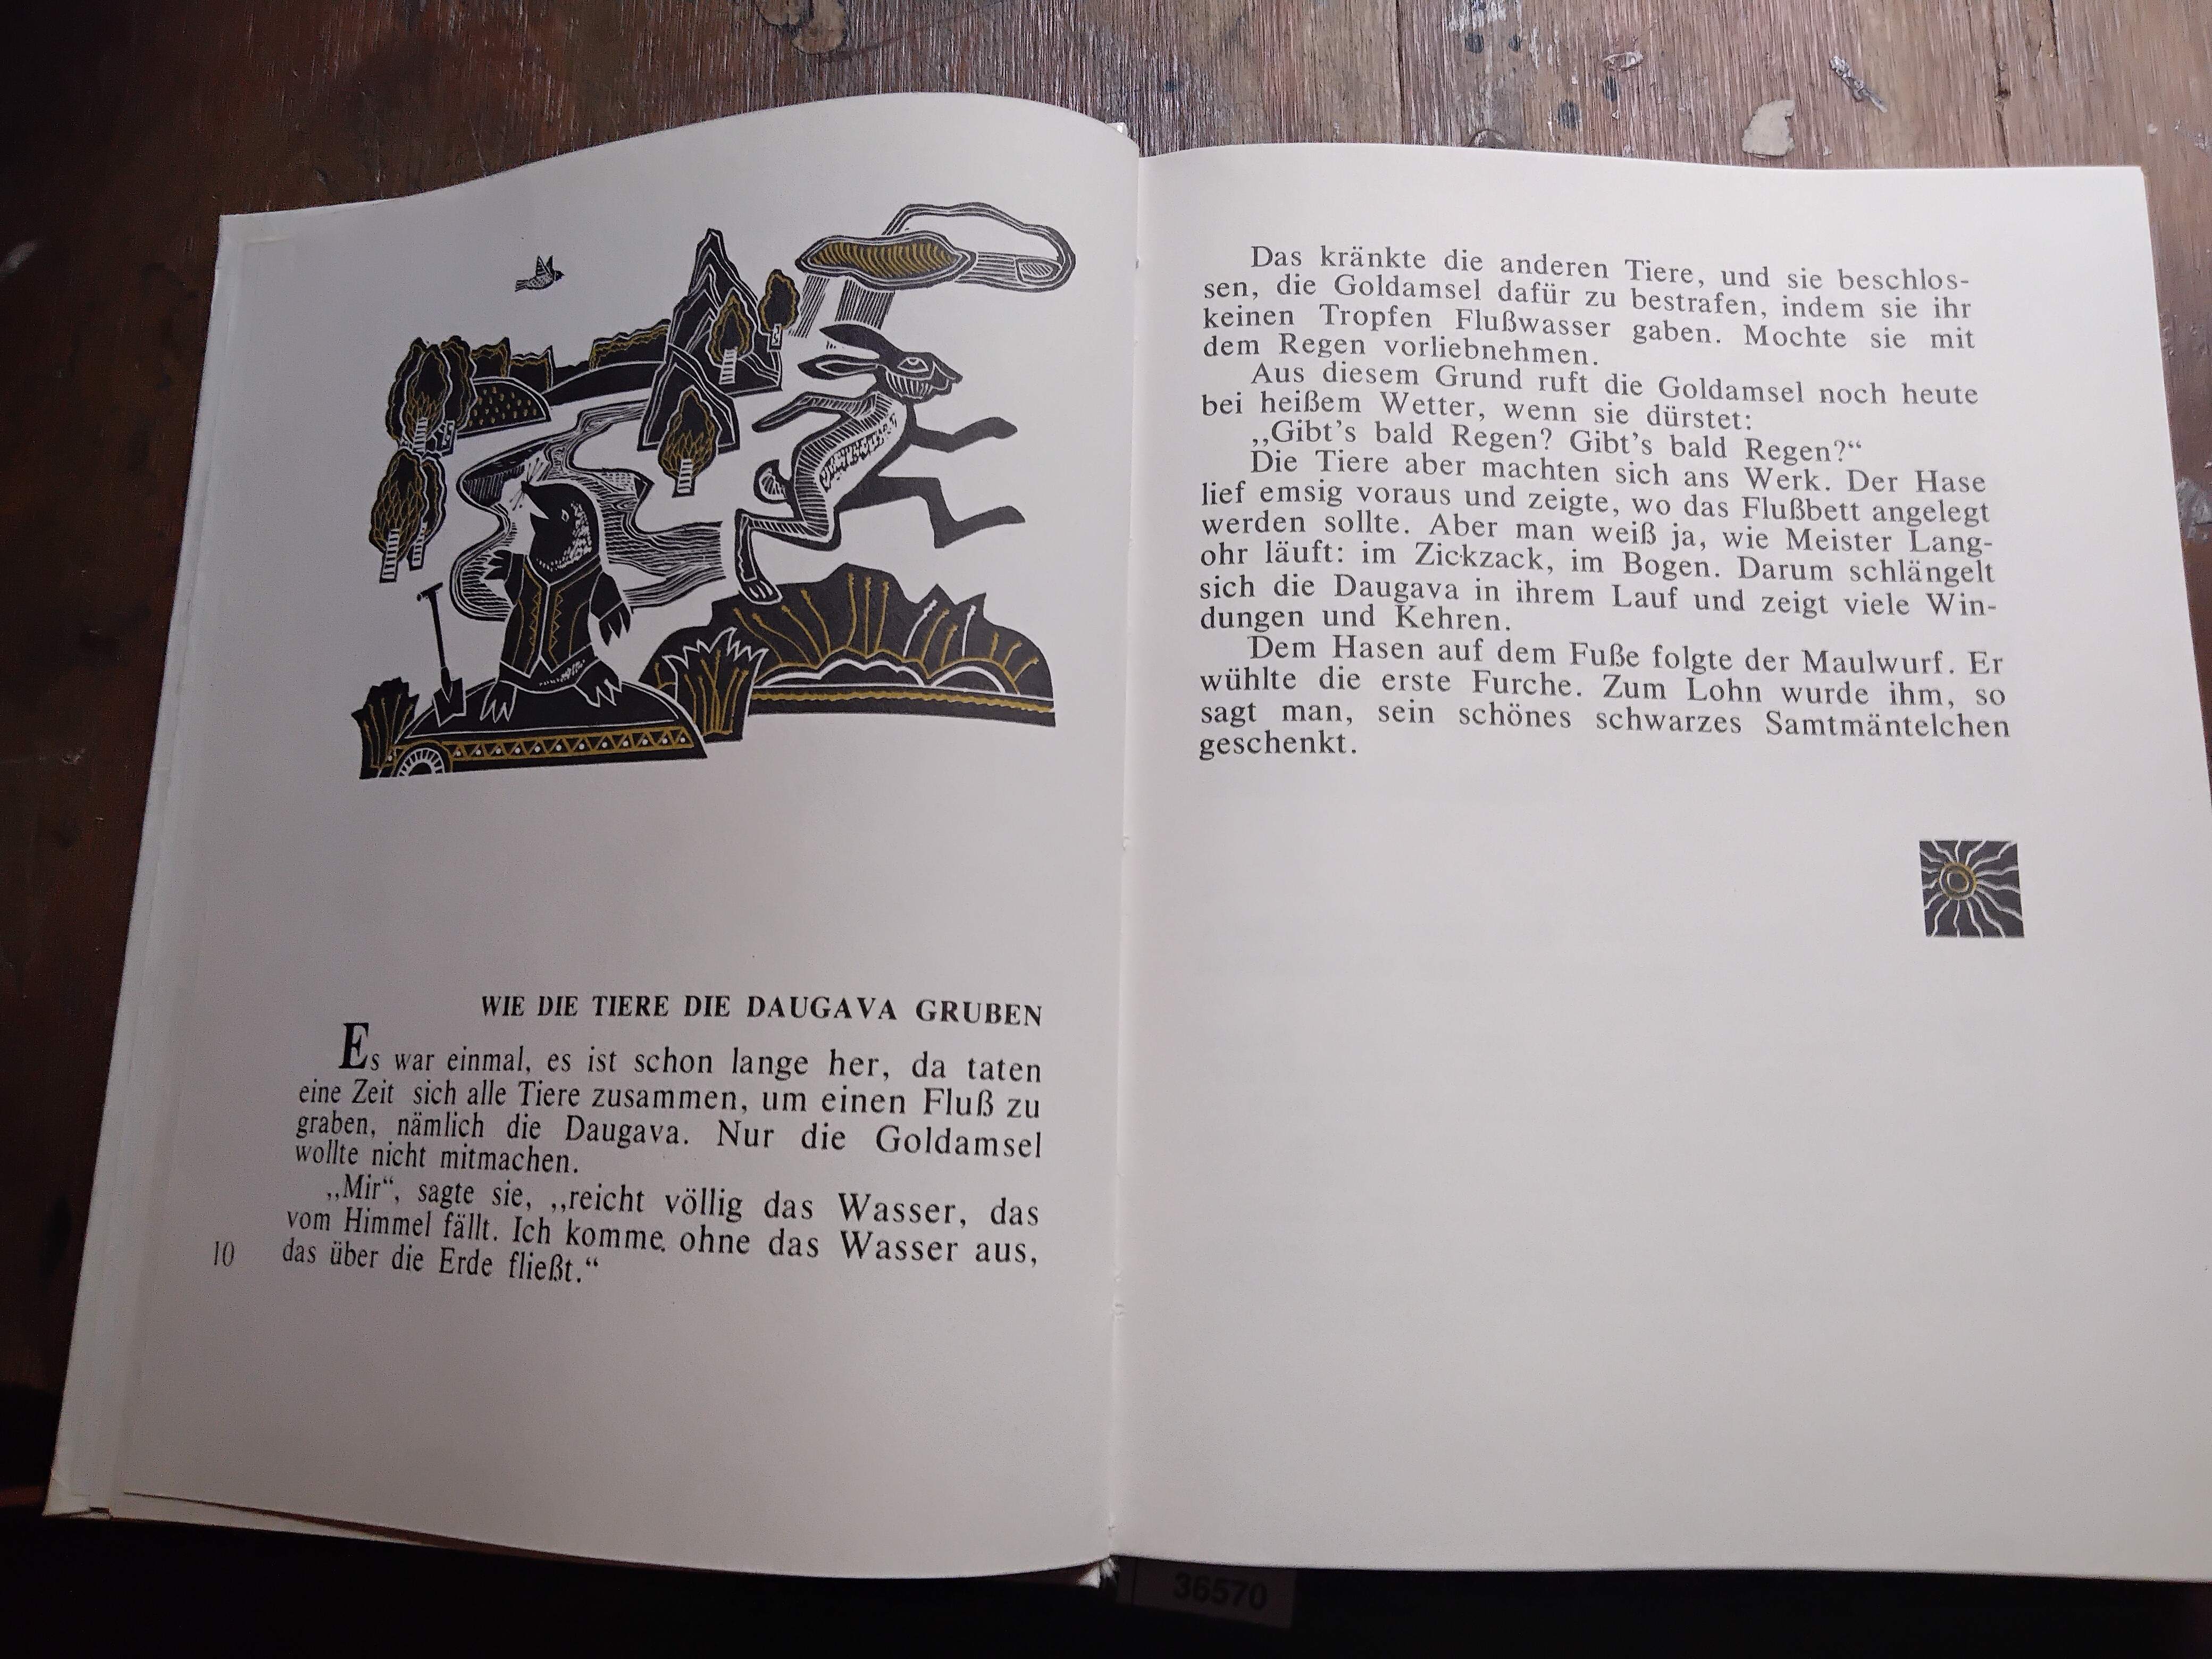 WIE DIE TIERE DIE DAUGAVA GRUBEN
Es war einmal, es ist schon lange her, da taten
eine Zeit sich alle Tiere zusammen, um einen Fluß zu
graben, nämlich die Daugava. Nur die Goldamsel
wollte nicht mitmachen.
„Mir“, sagte sie, „reicht völlig das Wasser, das
vom Himmel fällt. Ich komme ohne das Wasser aus,
das über die Erde fließt.“
10
Das kränkte die anderen Tiere, und sie beschlos-
sen, die Goldamsel dafür zu bestrafen, indem sie ihr
keinen Tropfen Flußwasser gaben. Mochte sie mit
dem Regen vorliebnehmen.
Aus diesem Grund ruft die Goldamsel noch heute
bei heißem Wetter, wenn sie dürstet:
„Gibt's bald Regen? Gibt's bald Regen?“
Die Tiere aber machten sich ans Werk. Der Hase
lief emsig voraus und zeigte, wo das Flußbett angelegt
werden sollte. Aber man weiß ja, wie Meister Lang-
ohr läuft: im Zickzack, im Bogen. Darum schlängelt
sich die Daugava in ihrem Lauf und zeigt viele Win-
dungen und Kehren.
Dem Hasen auf dem Fuße folgte der Maulwurf. Er
wühlte die erste Furche. Zum Lohn wurde ihm, so
sagt man, sein schönes schwarzes Samtmäntelchen
geschenkt.
36570